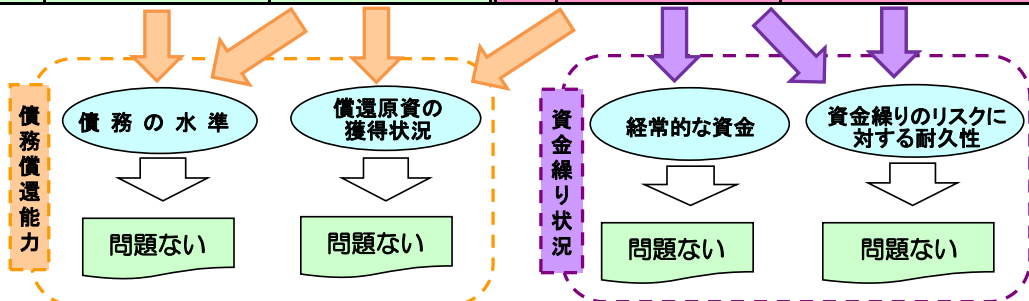 債務償還能力
債務の水準
償還原資の
獲得状況
問題ない
問題ない
資金繰り状況
経常的な資金
資金繰りのリスクに
対する耐久性
問題ない
問題ない